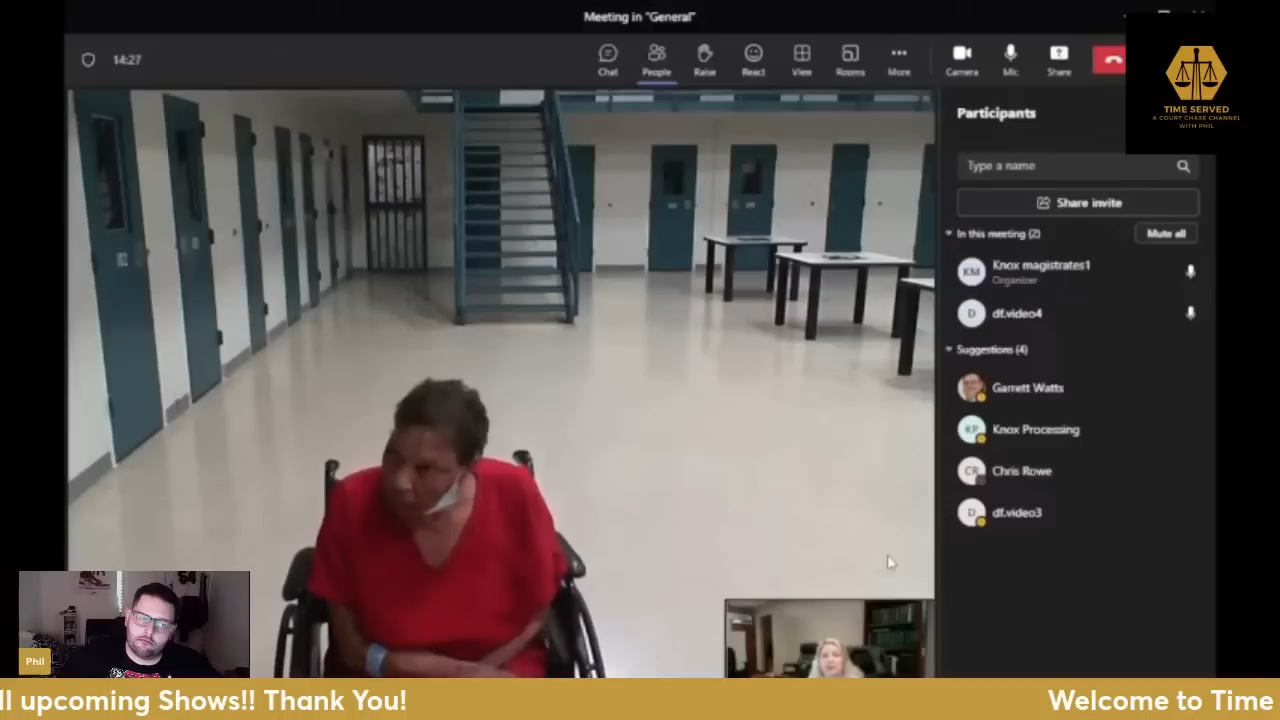 Meeting in "General"
14:27
Chat
People
Raise
React
View
Rooms
More
Camera
Mic
Share
TIME SERVED
A COURT CHASE CHANNEL
WITH PHIL
Participants
Type a name
Share invite
In this meeting (2)
Mute all
KM
Knox magistrates1
Organizer
D
df.video4
Suggestions (4)
Garrett Watts
KP
Knox Processing
CR
Chris Rowe
D
df.video3
Phil
ll upcoming Shows!! Thank You!
Welcome to Time